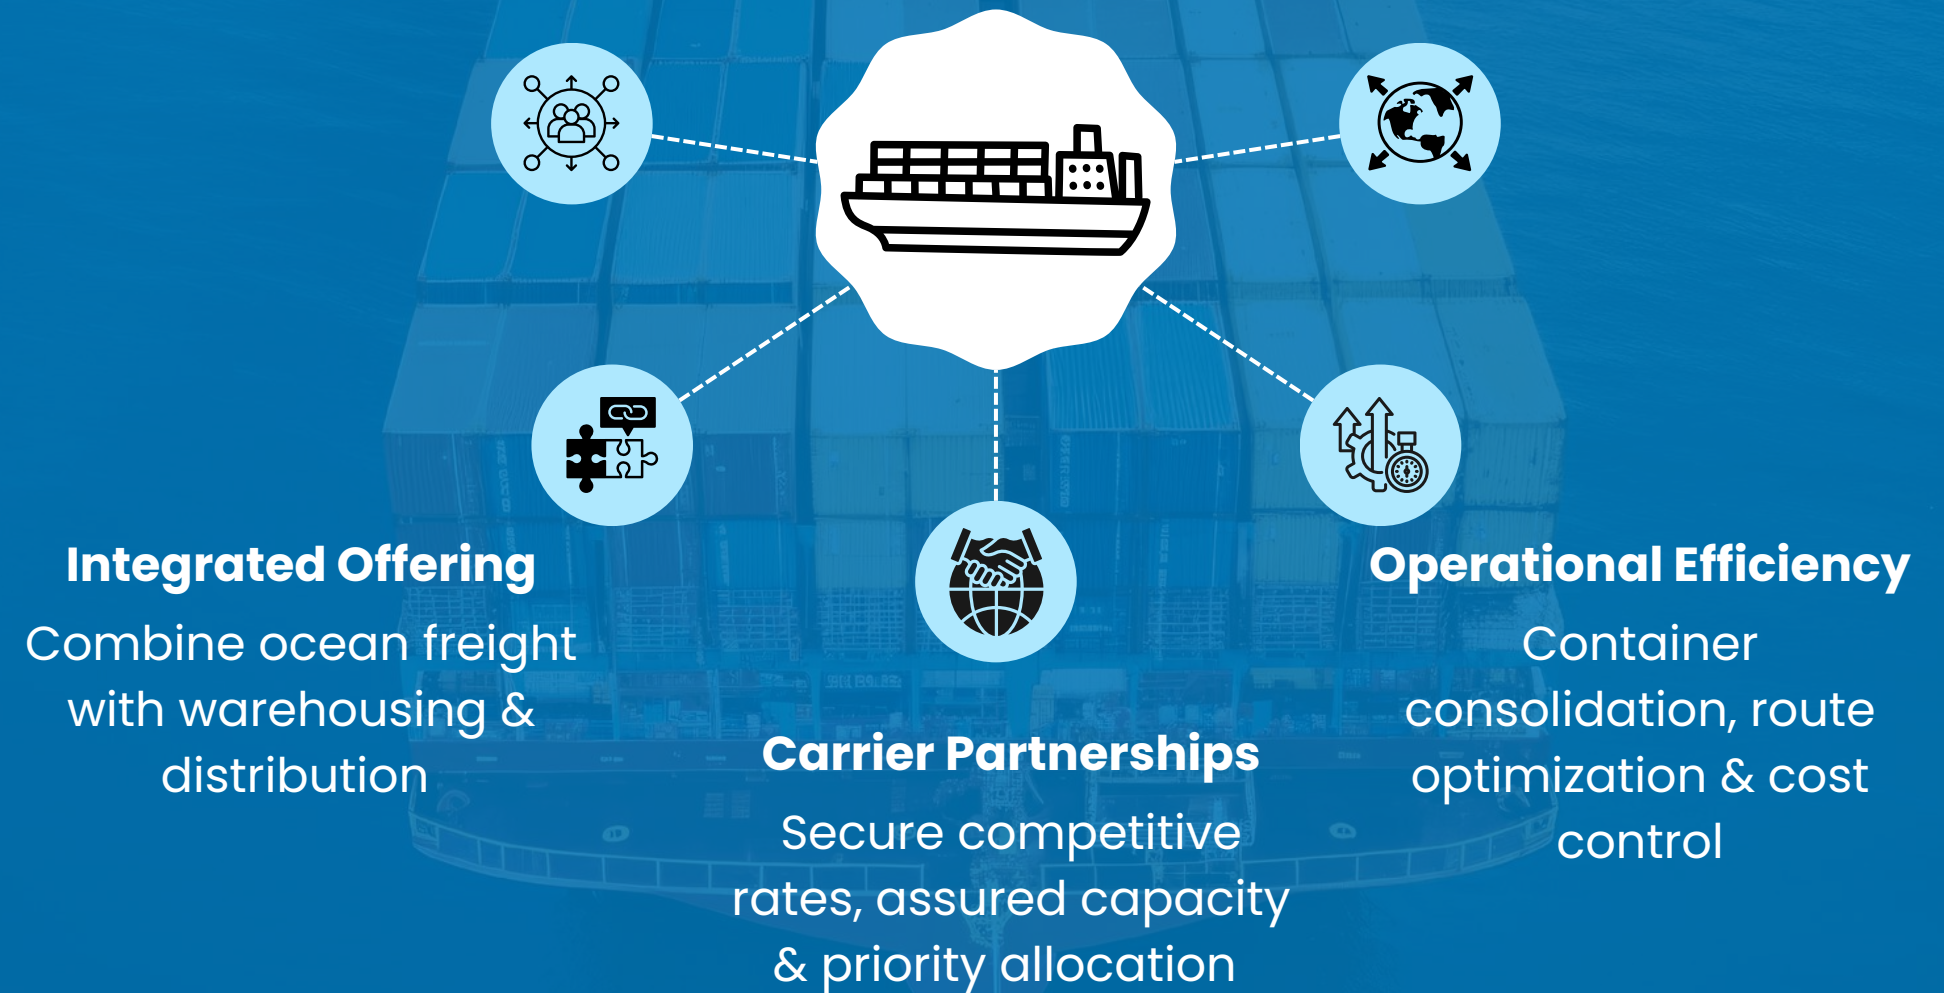 Integrated Offering
Combine ocean freight
with warehousing &
distribution
Carrier Partnerships
Secure competitive
rates, assured capacity
& priority allocation
Operational Efficiency
Container
consolidation, route
optimization & cost
control